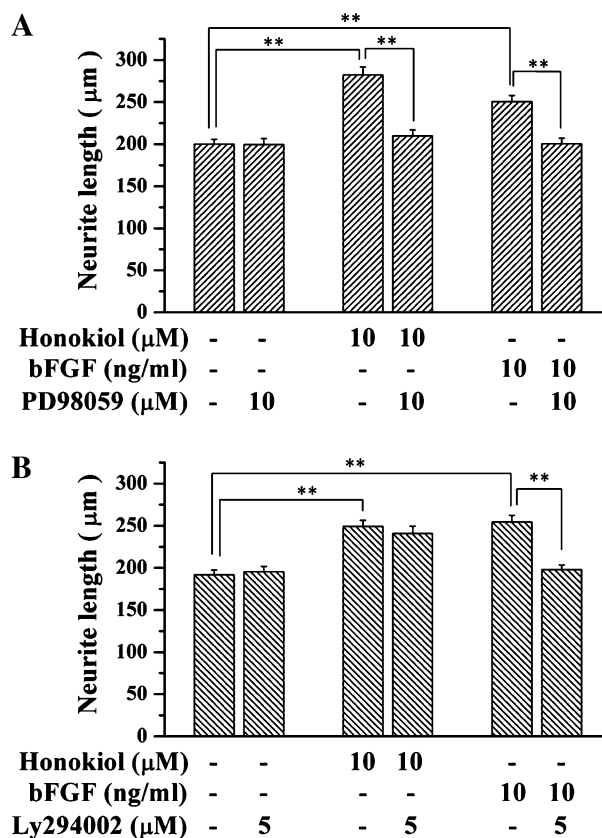 A
Neurite length ( μm )
300
250
200
150
100
50
0
** ** ** ** **
Honokiol (μM) - - 10 10 - -
bFGF (ng/ml) - - - - 10 10
PD98059 (μM) - 10 - 10 - 10
B
Neurite length ( μm )
300
250
200
150
100
50
0
** ** **
Honokiol (μM) - - 10 10 - -
bFGF (ng/ml) - - - - 10 10
Ly294002 (μM) - 5 - 5 - 5